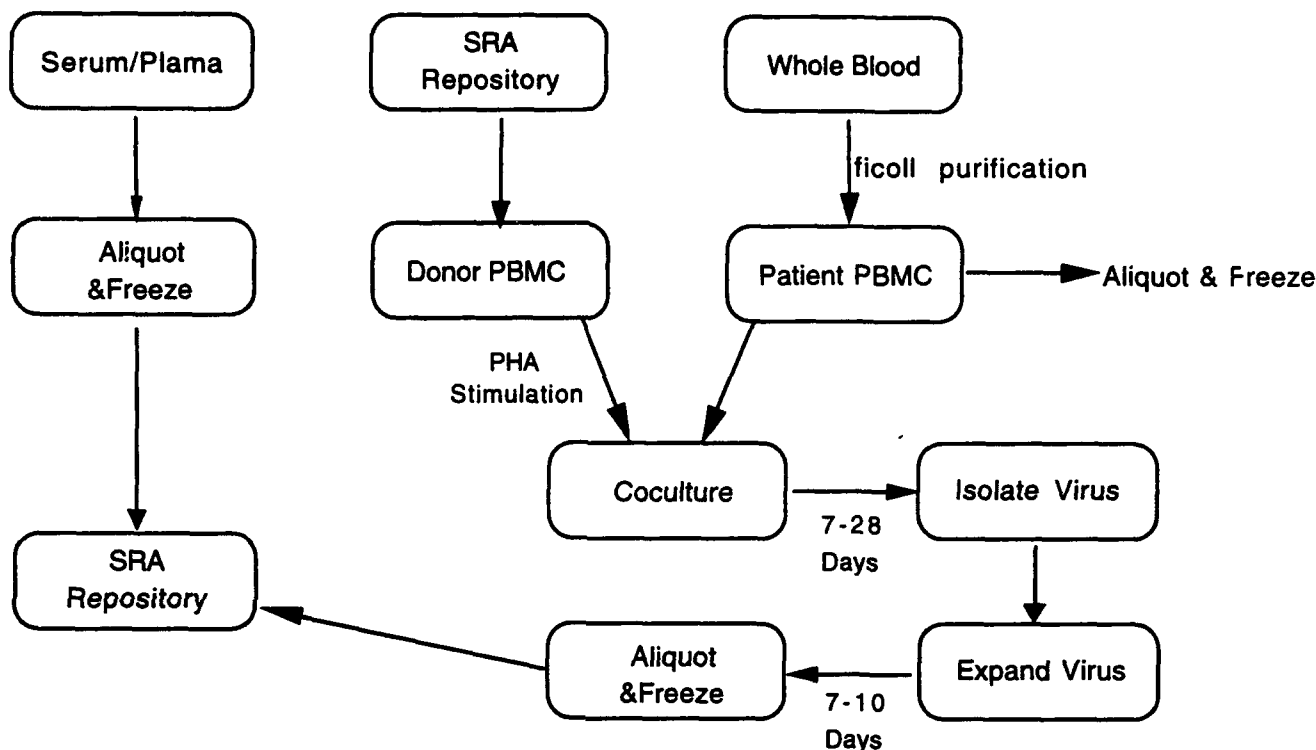 Serum/Plama
SRA
Repository
Whole Blood
ficoll purification
Aliquot
&Freeze
Donor PBMC
Patient PBMC
Aliquot & Freeze
PHA
Stimulation
Coculture
7-28
Days
Isolate Virus
SRA
Repository
Aliquot
&Freeze
7-10
Days
Expand Virus